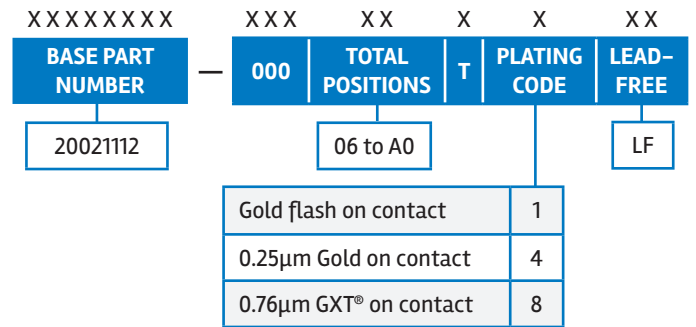 XXXXXXXX XXX XX X X XX
BASE PART NUMBER — 000 TOTAL POSITIONS T PLATING CODE LEAD-FREE
20021112 06 to A0 LF
Gold flash on contact 1
0.25µm Gold on contact 4
0.76µm GXT® on contact 8